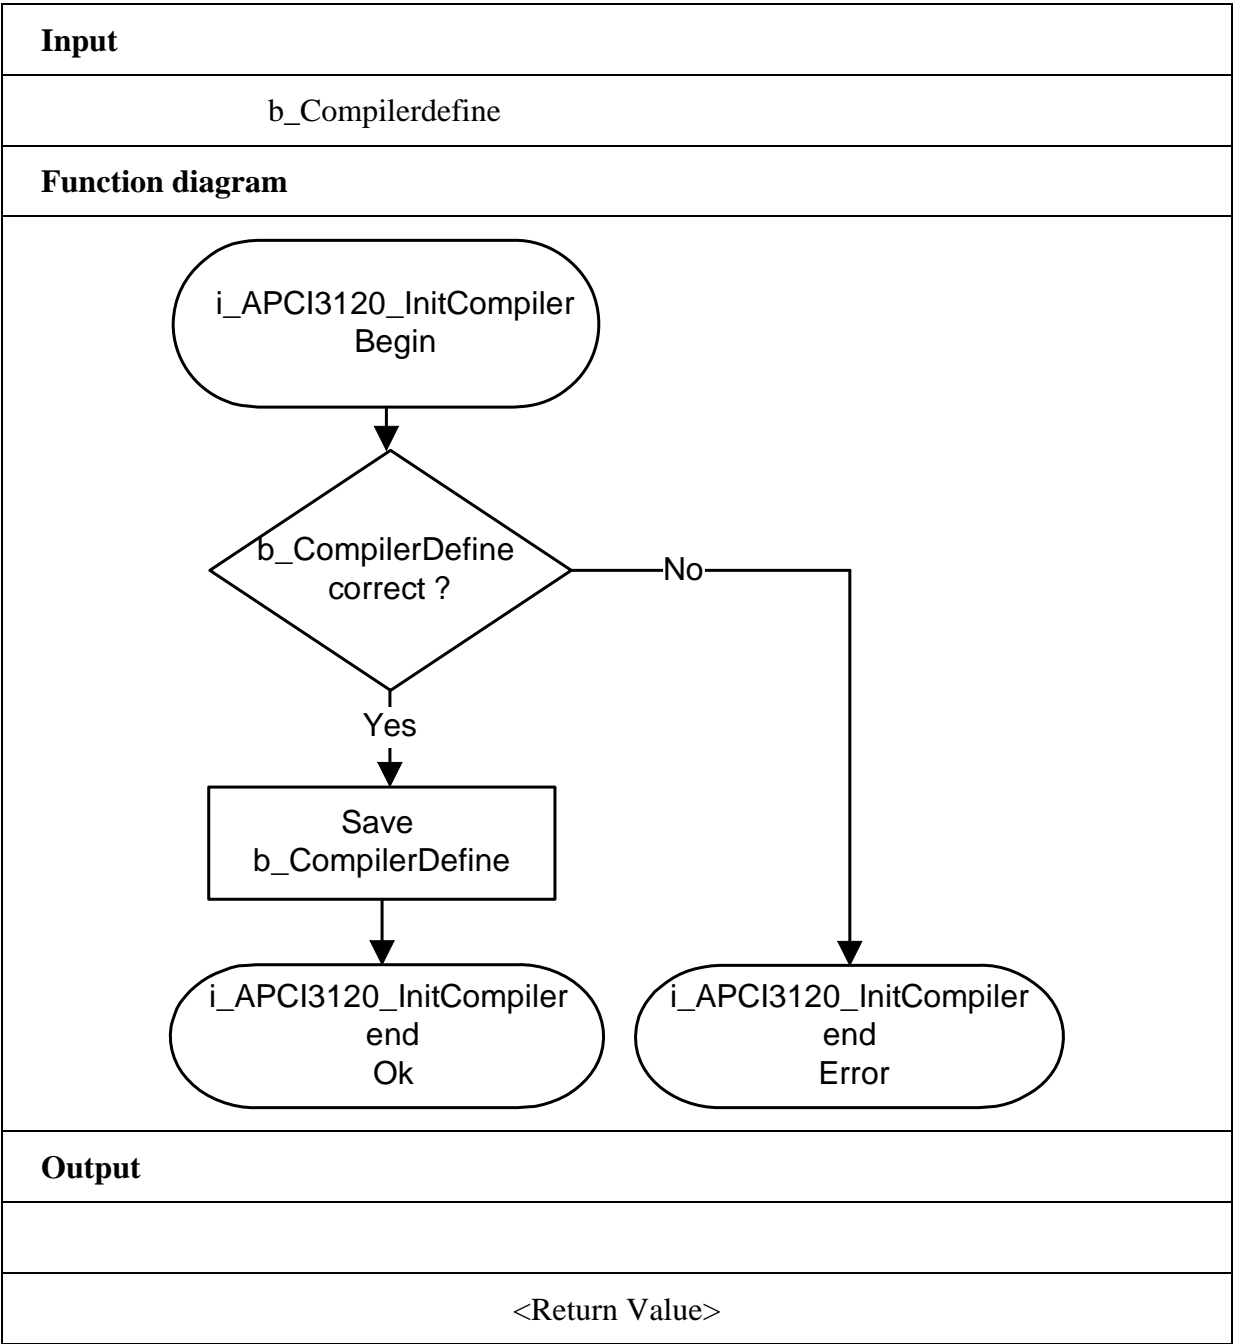 Input
b_Compilerdefine
Function diagram
i_APCI3120_InitCompiler
Begin
b_CompilerDefine
correct ?
No
Yes
Save
b_CompilerDefine
i_APCI3120_InitCompiler
end
Ok
i_APCI3120_InitCompiler
end
Error
Output
<Return Value>